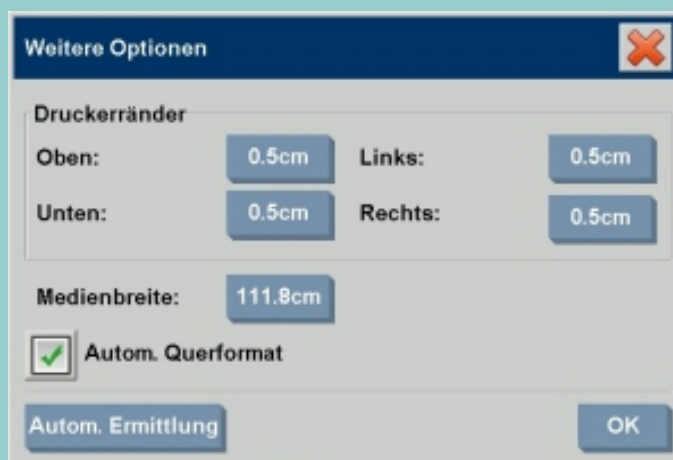 Weitere Optionen
Druckerränder
Oben: 0.5cm Links: 0.5cm
Unten: 0.5cm Rechts: 0.5cm
Medienbreite: 111.8cm
Autom. Querformat
Autom. Ermittlung OK